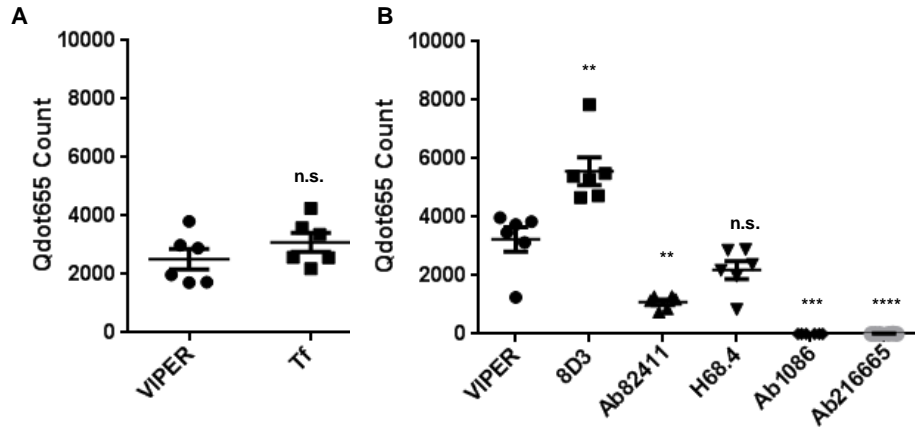 A
Qdot655 Count
10000
8000
6000
4000
2000
0
n.s.
VIPER
Tf
B
Qdot655 Count
10000
8000
6000
4000
2000
0
**
**
n.s.
***
****
VIPER
8D3
Ab82411
H68.4
Ab1086
Ab216665